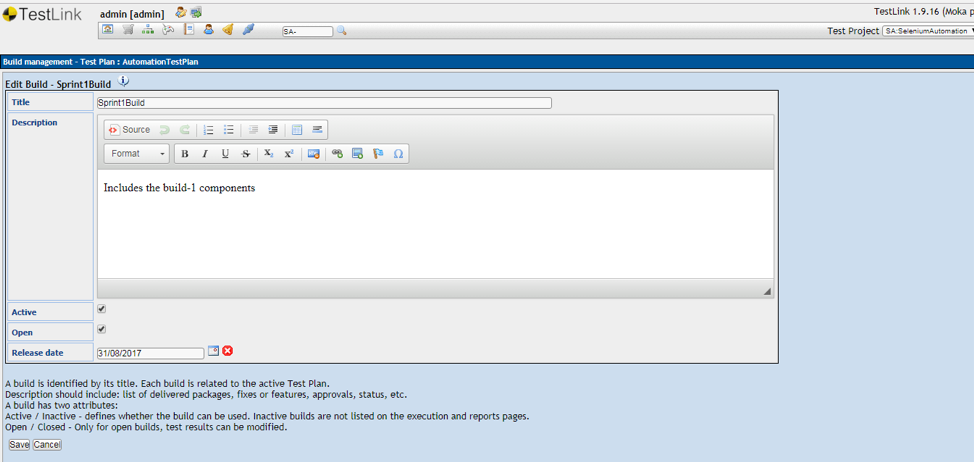 TestLink
admin [admin]
TestLink 1.9.16 (Moka p
SA-
Test Project SA:SeleniumAutomation
Build management - Test Plan : AutomationTestPlan
Edit Build - Sprint1Build
Title
Sprint1Build
Description
Source
Format
B I U S X2 X2 Ω
Includes the build-1 components
Active
Open
Release date
31/08/2017
A build is identified by its title. Each build is related to the active Test Plan.
Description should include: list of delivered packages, fixes or features, approvals, status, etc.
A build has two attributes:
Active / Inactive - defines whether the build can be used. Inactive builds are not listed on the execution and reports pages.
Open / Closed - Only for open builds, test results can be modified.
Save Cancel